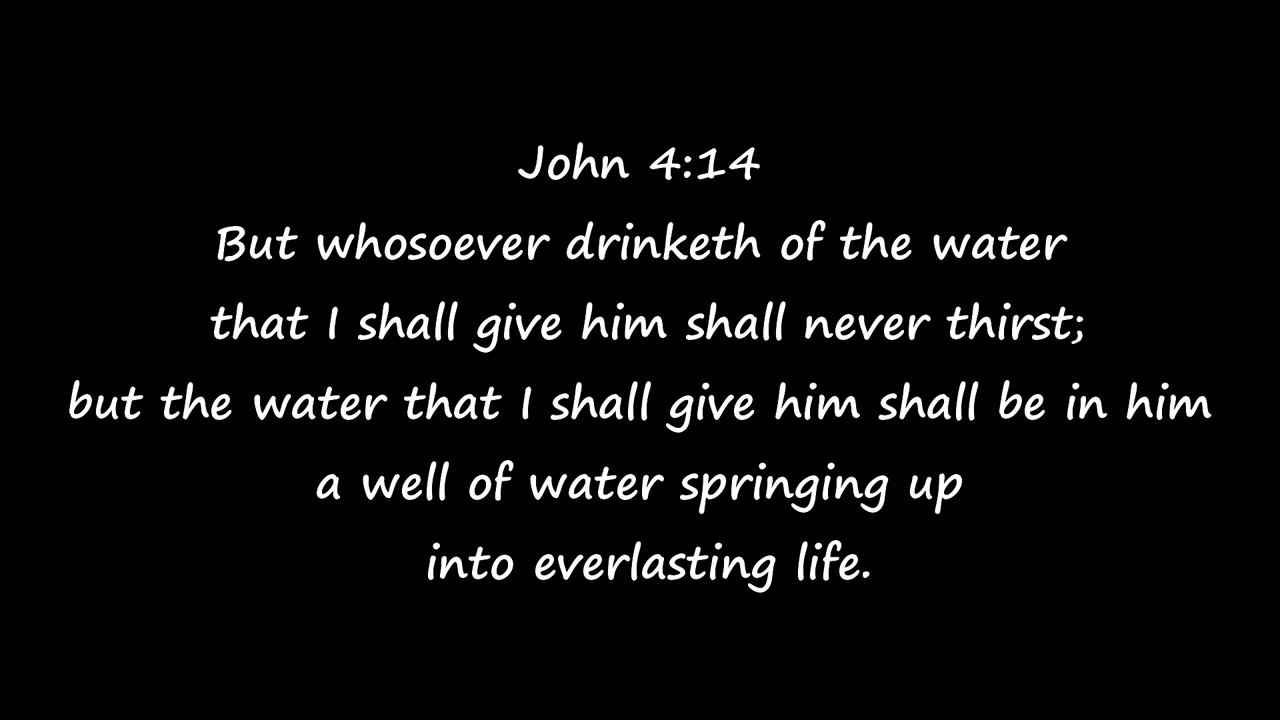 John 4:14
But whosoever drinketh of the water
that I shall give him shall never thirst;
but the water that I shall give him shall be in him
a well of water springing up
into everlasting life.